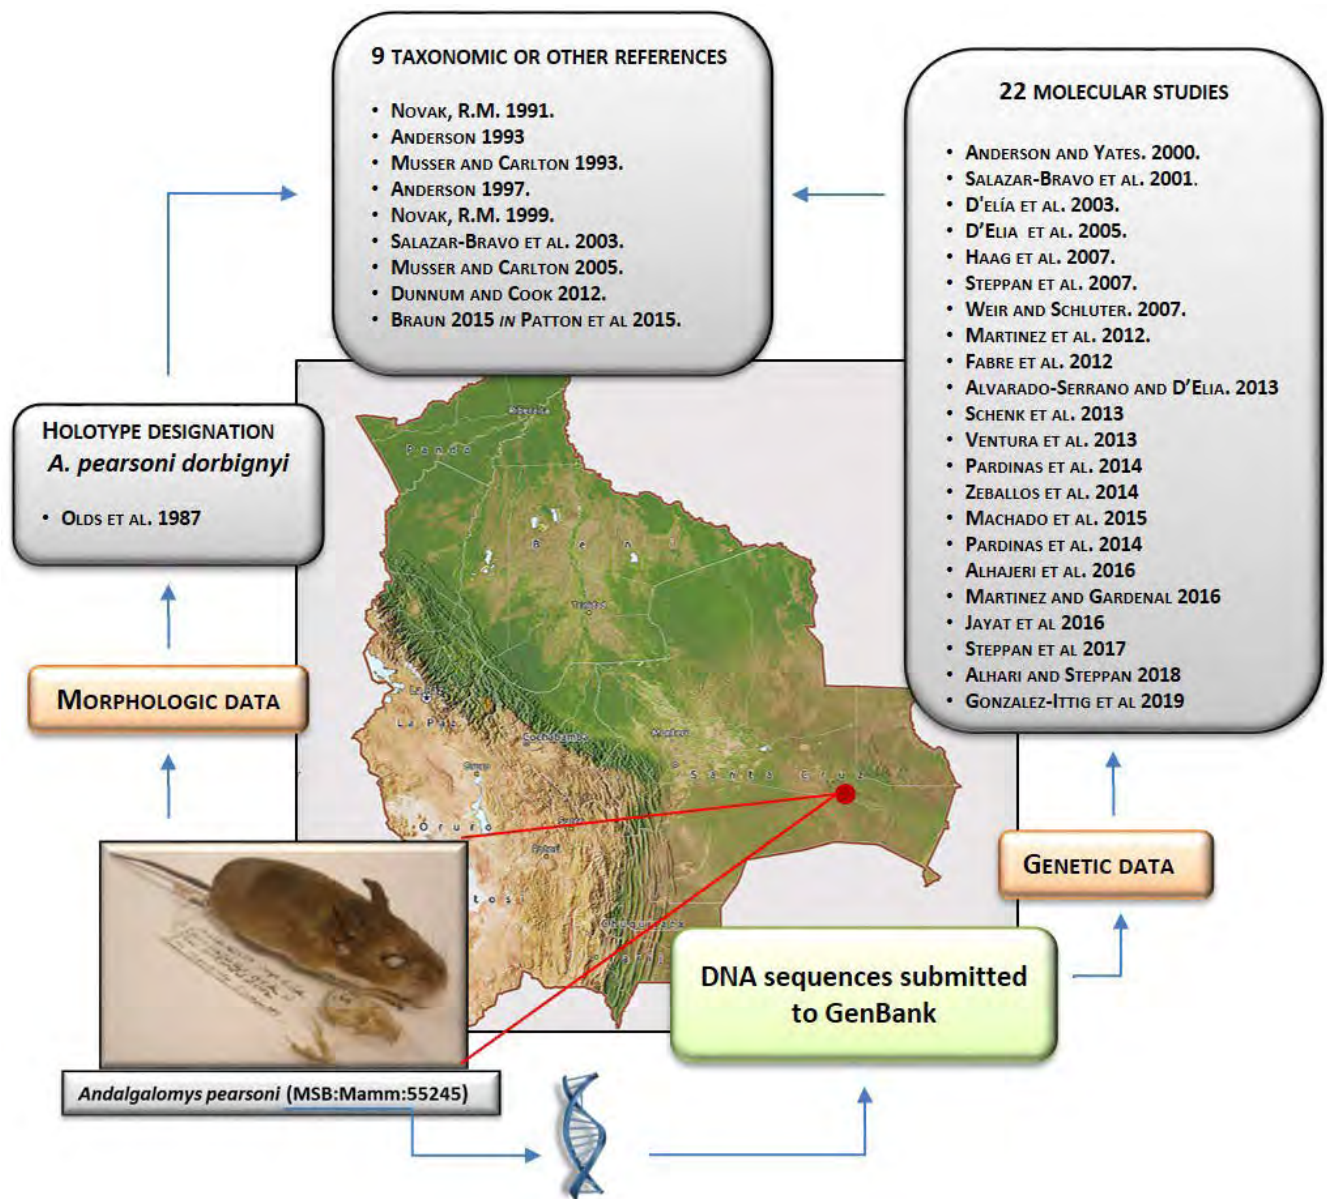 9 TAXONOMIC OR OTHER REFERENCES
• NOVAK, R.M. 1991.
• ANDERSON 1993
• MUSSER AND CARLTON 1993.
• ANDERSON 1997.
• NOVAK, R.M. 1999.
• SALAZAR-BRAVO ET AL. 2003.
• MUSSER AND CARLTON 2005.
• DUNNUM AND COOK 2012.
• BRAUN 2015 IN PATTON ET AL 2015.
22 MOLECULAR STUDIES
• ANDERSON AND YATES. 2000.
• SALAZAR-BRAVO ET AL. 2001.
• D'ELÍA ET AL. 2003.
• D’ELIA ET AL. 2005.
• HAAG ET AL. 2007.
• STEPPAN ET AL. 2007.
• WEIR AND SCHLUTER. 2007.
• MARTINEZ ET AL. 2012.
• FABRE ET AL. 2012
• ALVARADO-SERRANO AND D’ELIA. 2013
• SCHENK ET AL. 2013
• VENTURA ET AL. 2013
• PARDINAS ET AL. 2014
• ZEBALLOS ET AL. 2014
• MACHADO ET AL. 2015
• PARDINAS ET AL. 2014
• ALHAJERI ET AL. 2016
• MARTINEZ AND GARDENAL 2016
• JAYAT ET AL 2016
• STEPPAN ET AL 2017
• ALHARI AND STEPPAN 2018
• GONZALEZ-ITTIG ET AL 2019
HOLOTYPE DESIGNATION
A. pearsoni dorbignyi
• OLDS ET AL. 1987
MORPHOLOGIC DATA
Pando
Beni
Trinidad
La Paz
La Paz
Cochabamba
Montero
Santa Cruz
Oruro
Sucre
Potosí
Chuquisaca
GENETIC DATA
DNA sequences submitted
to GenBank
Andalgalomys pearsoni (MSB:Mamm:55245)